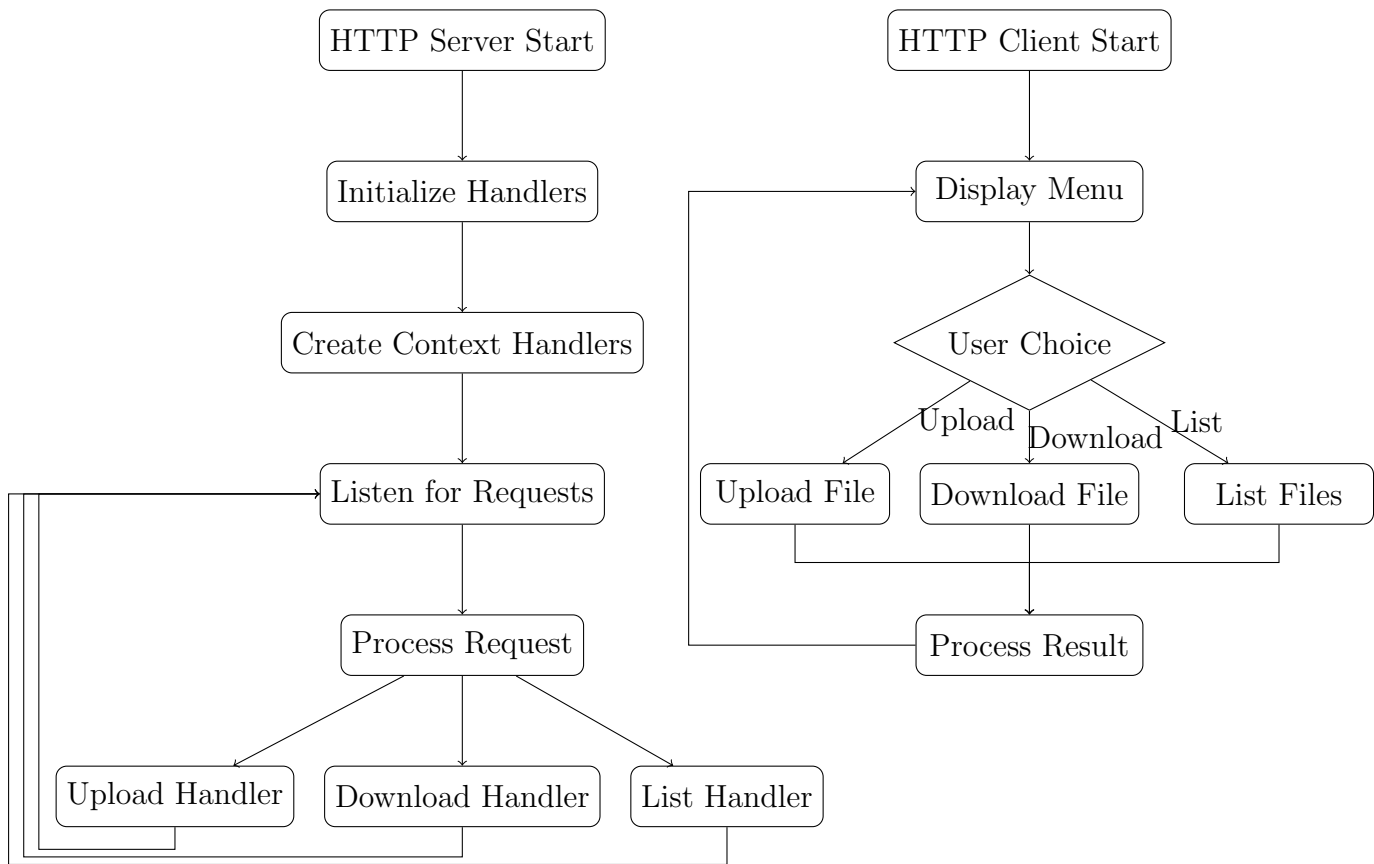 HTTP Server Start
HTTP Client Start
Initialize Handlers
Display Menu
Create Context Handlers
User Choice
Upload
Download
List
Listen for Requests
Upload File
Download File
List Files
Process Request
Process Result
Upload Handler
Download Handler
List Handler